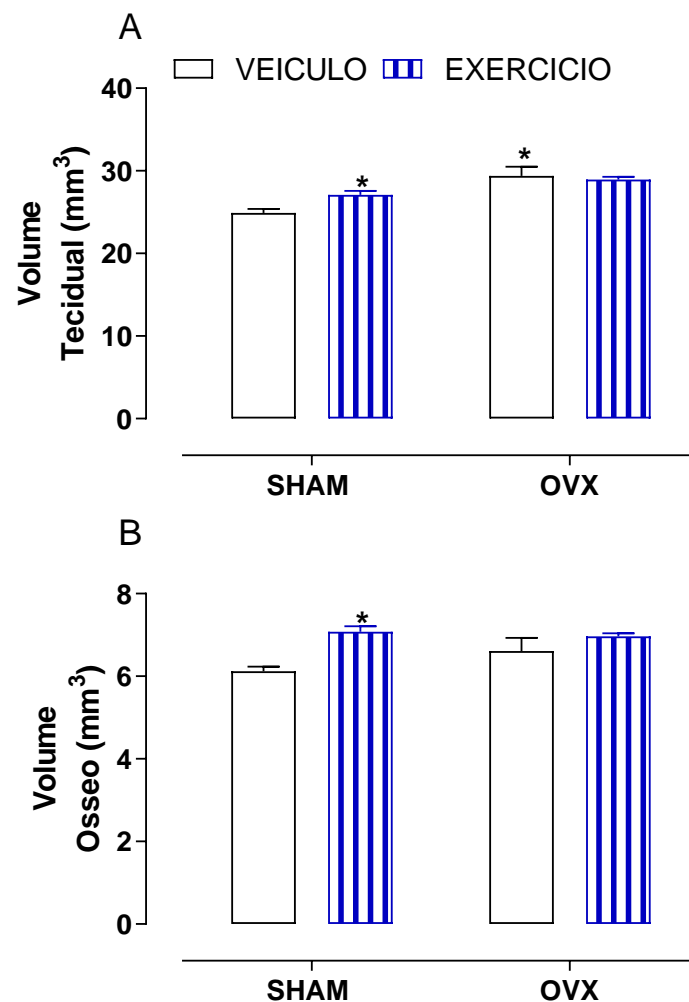 A
VEICULO EXERCICIO
Volume
Tecidual (mm³)
40
30
20
10
0
*
*
SHAM OVX
B
Volume
Osseo (mm³)
8
6
4
2
0
*
SHAM OVX